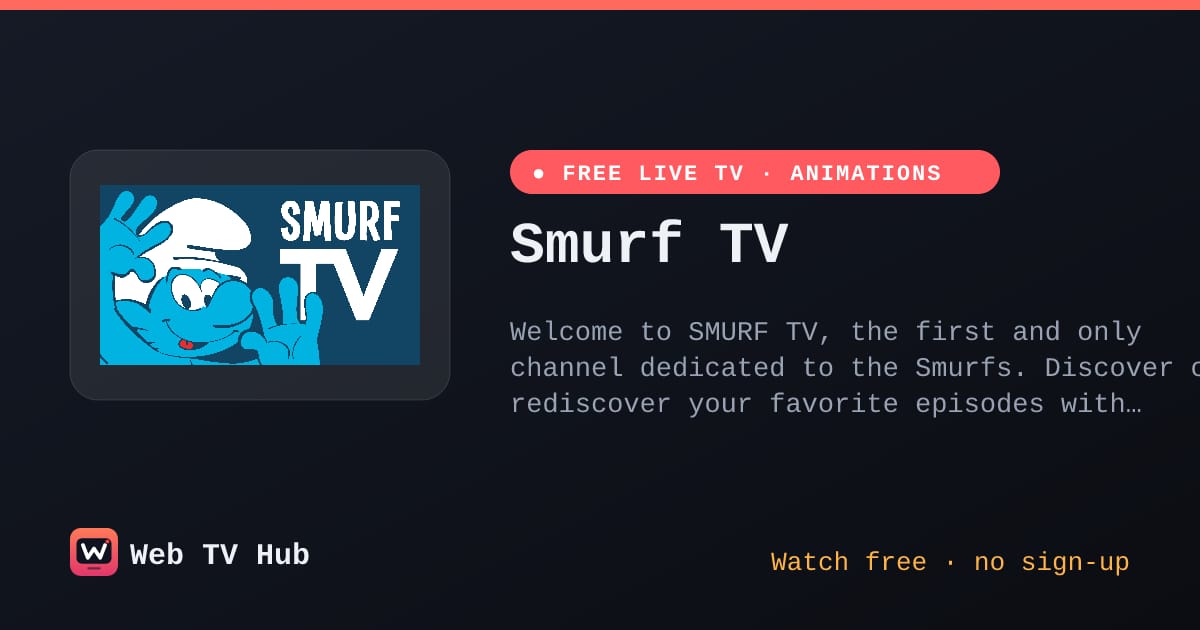 SMURF
TV
● FREE LIVE TV · ANIMATIONS
Smurf TV
Welcome to SMURF TV, the first and only
channel dedicated to the Smurfs. Discover
rediscover your favorite episodes with…
W
Web TV Hub
Watch free · no sign-up